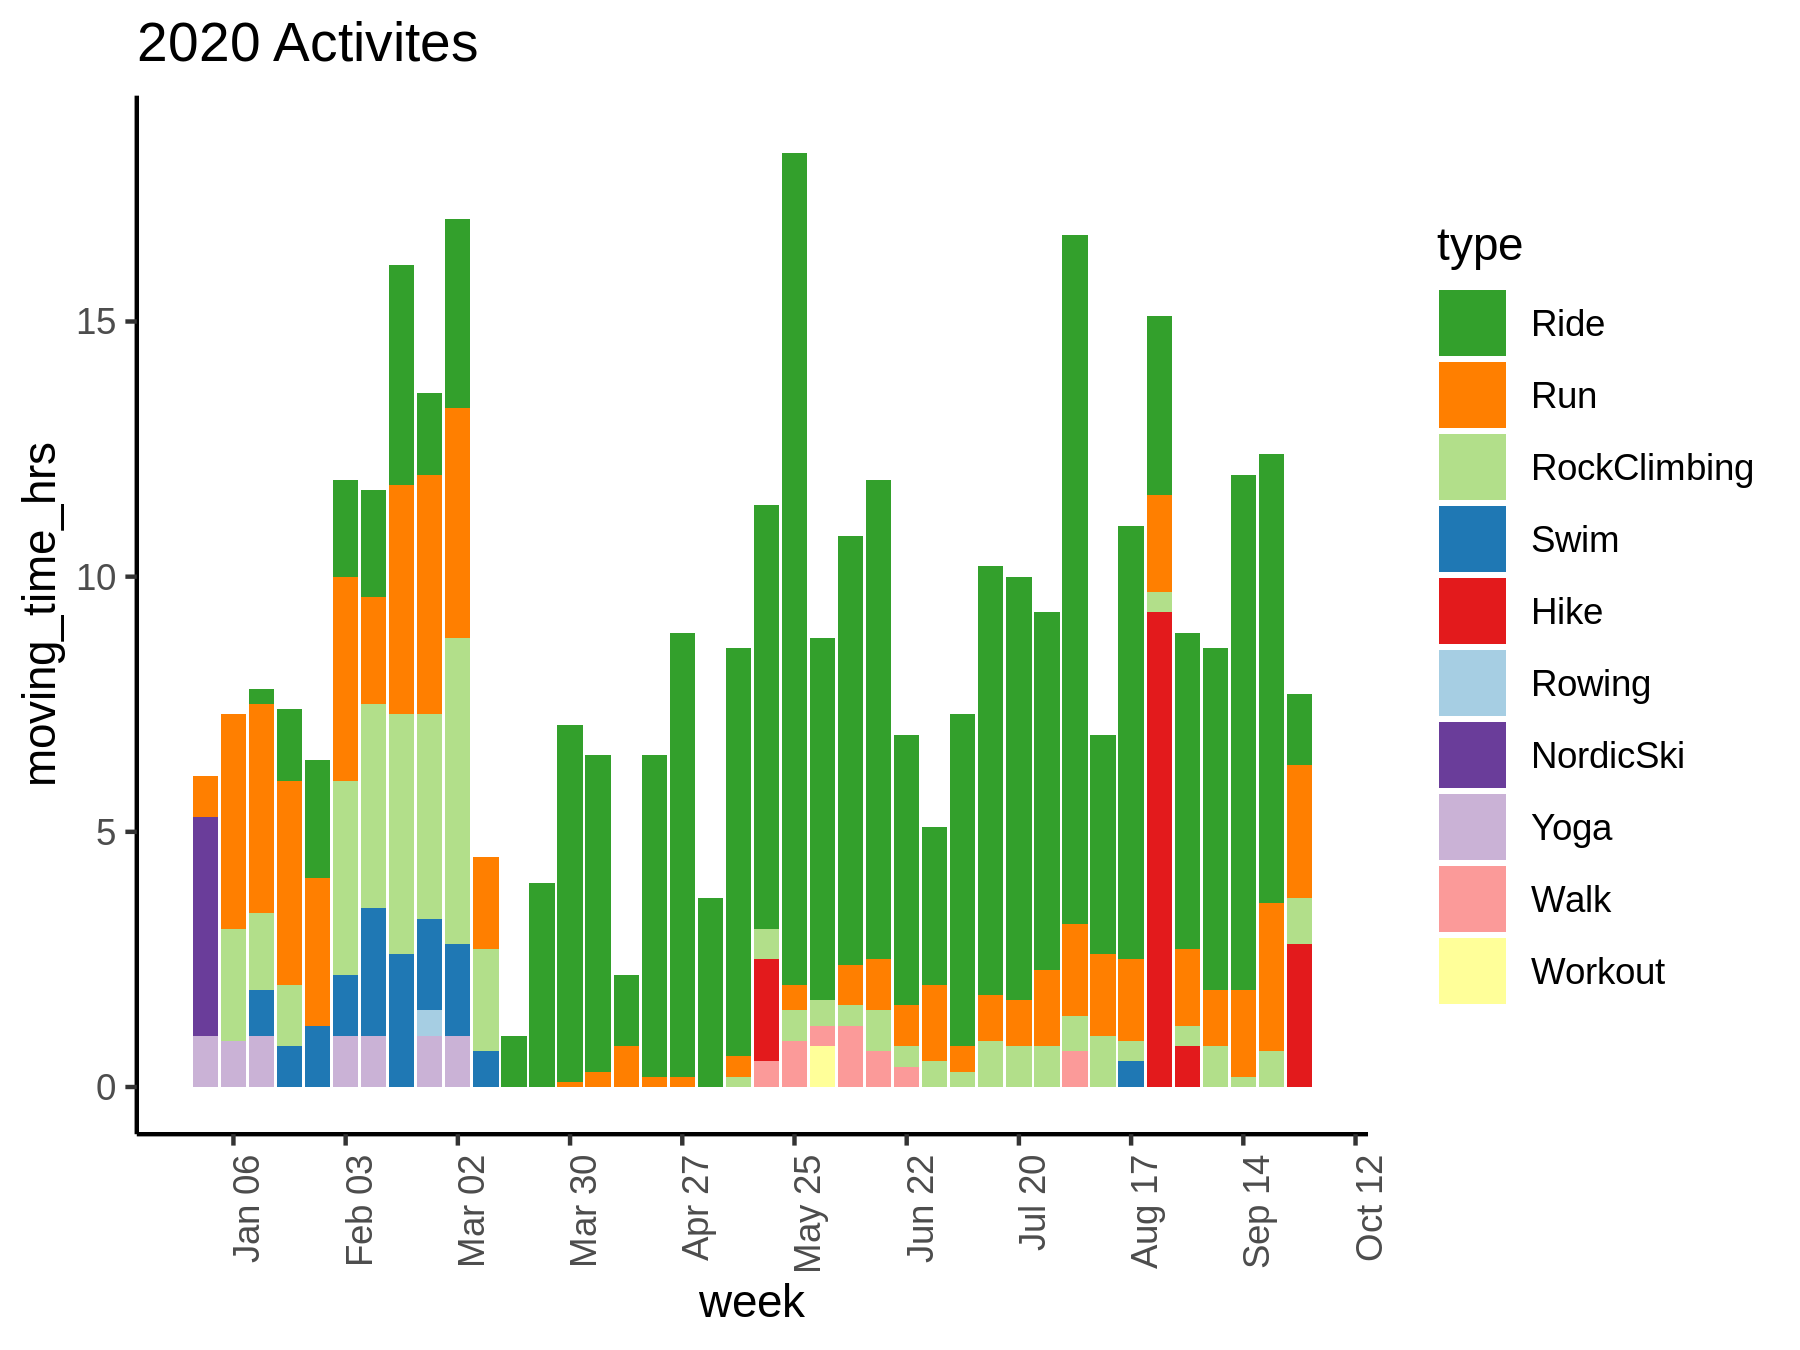 2020 Activites
moving_time_hrs
15
10
5
0
Jan 06
Feb 03
Mar 02
Mar 30
Apr 27
May 25
Jun 22
Jul 20
Aug 17
Sep 14
Oct 12
week
type
Ride
Run
RockClimbing
Swim
Hike
Rowing
NordicSki
Yoga
Walk
Workout